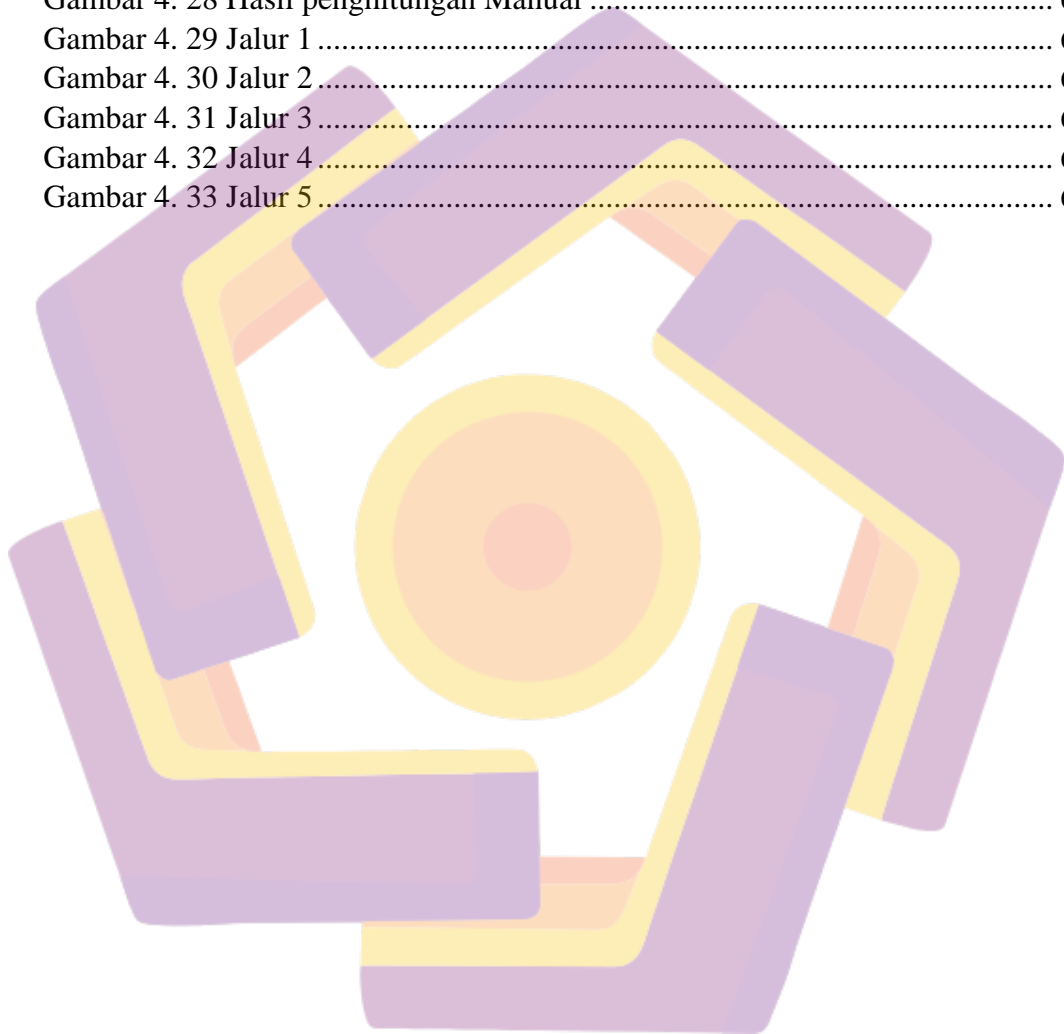 Gambar 4. 28 Hasil penghitungan Manual ........................................................
Gambar 4. 29 Jalur 1 ...........................................................................................
Gambar 4. 30 Jalur 2 ...........................................................................................
Gambar 4. 31 Jalur 3 ...........................................................................................
Gambar 4. 32 Jalur 4 ...........................................................................................
Gambar 4. 33 Jalur 5 ...........................................................................................